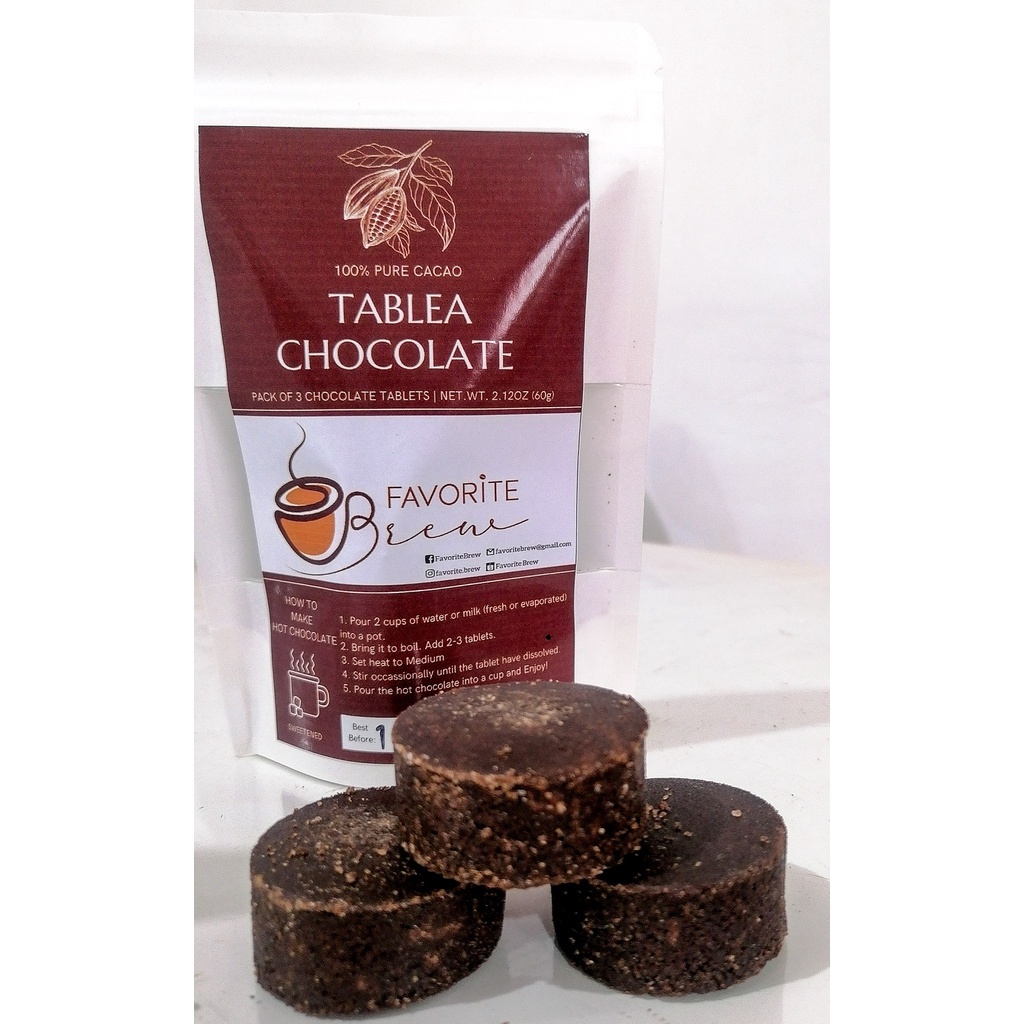 100% PURE CACAO
TABLEA
CHOCOLATE
PACK OF 3 CHOCOLATE TABLETS | NET.WT. 2.12OZ (60g)
FAVORITE
Brew
FavoriteBrew favoritebrew@gmail.com
favorite.brew Favorite Brew
HOW TO
MAKE
HOT CHOCOLATE
1. Pour 2 cups of water or milk (fresh or evaporated)
into a pot.
2. Bring it to boil. Add 2-3 tablets.
3. Set heat to Medium
4. Stir occassionally until the tablet have dissolved.
5. Pour the hot chocolate into a cup and Enjoy!
SWEETENED
Best
Before: 1